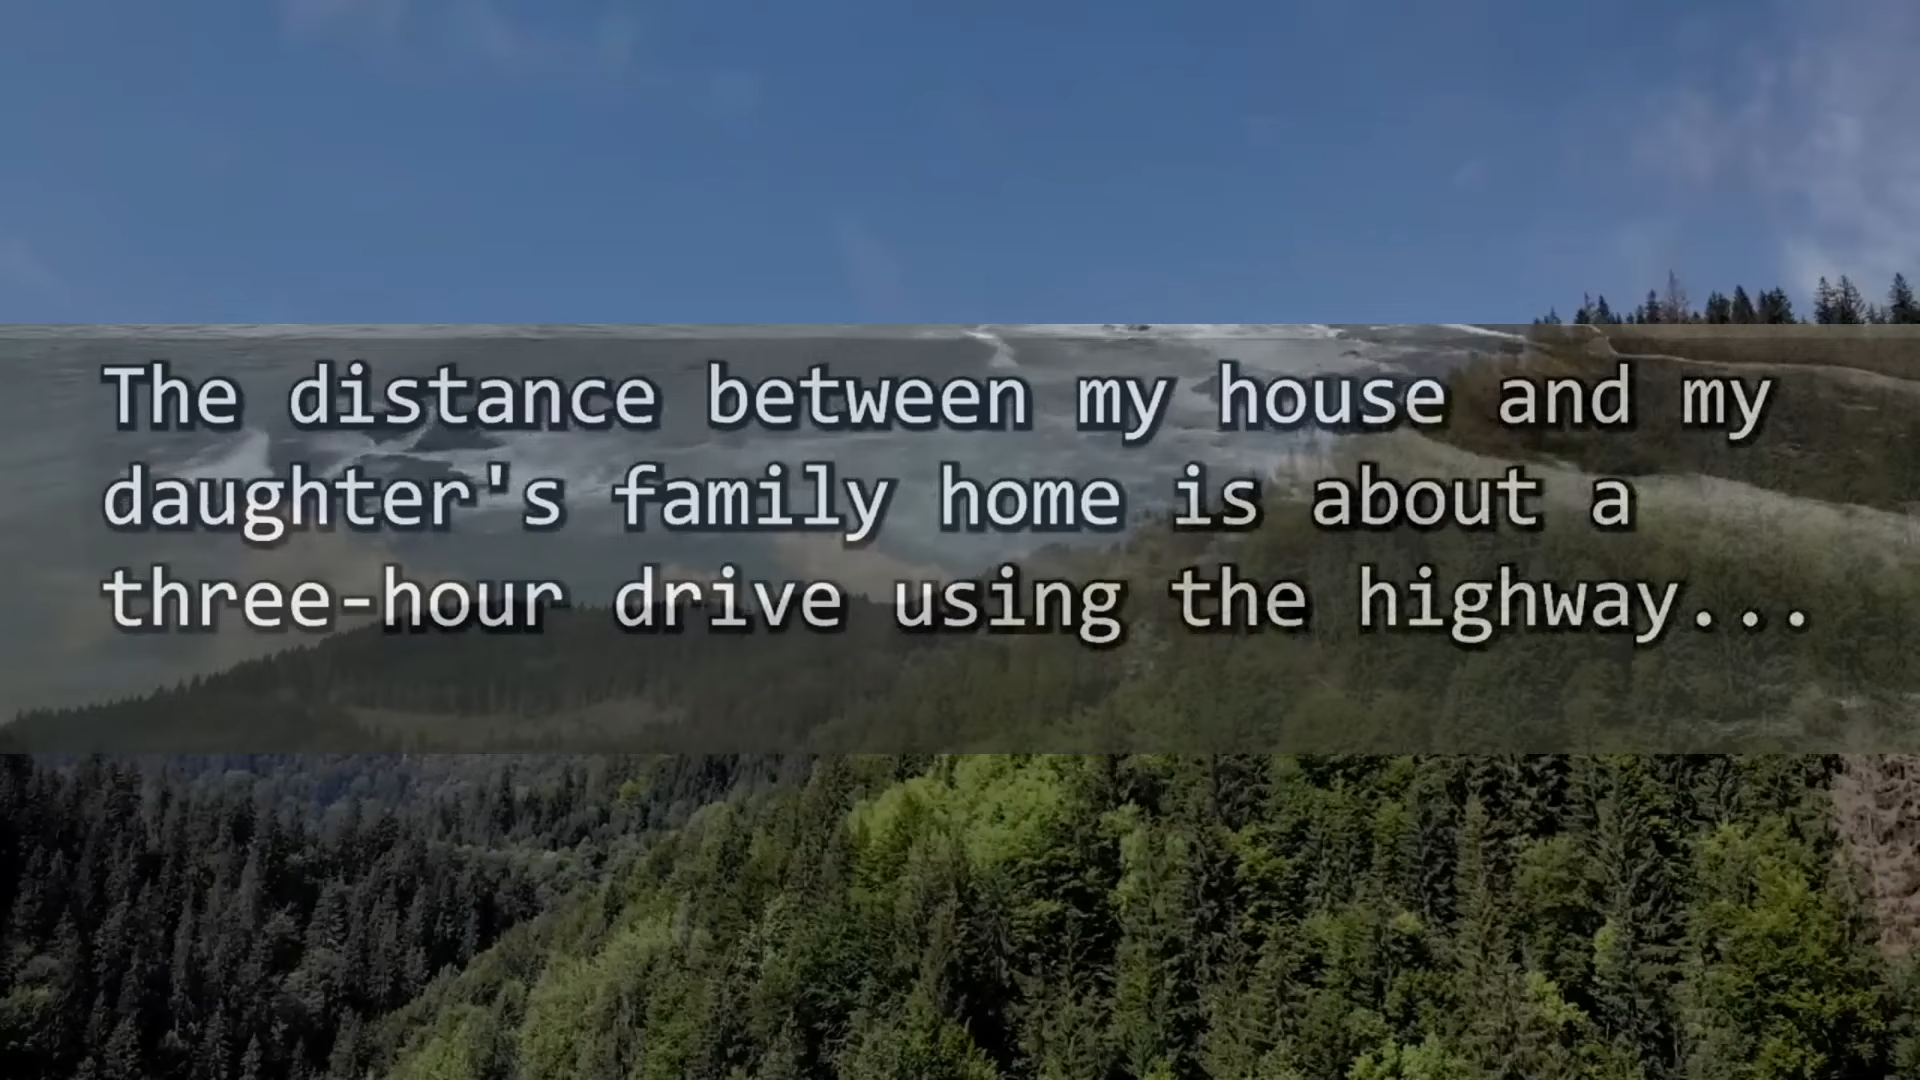 The distance between my house and my
daughter's family home is about a
three-hour drive using the highway...